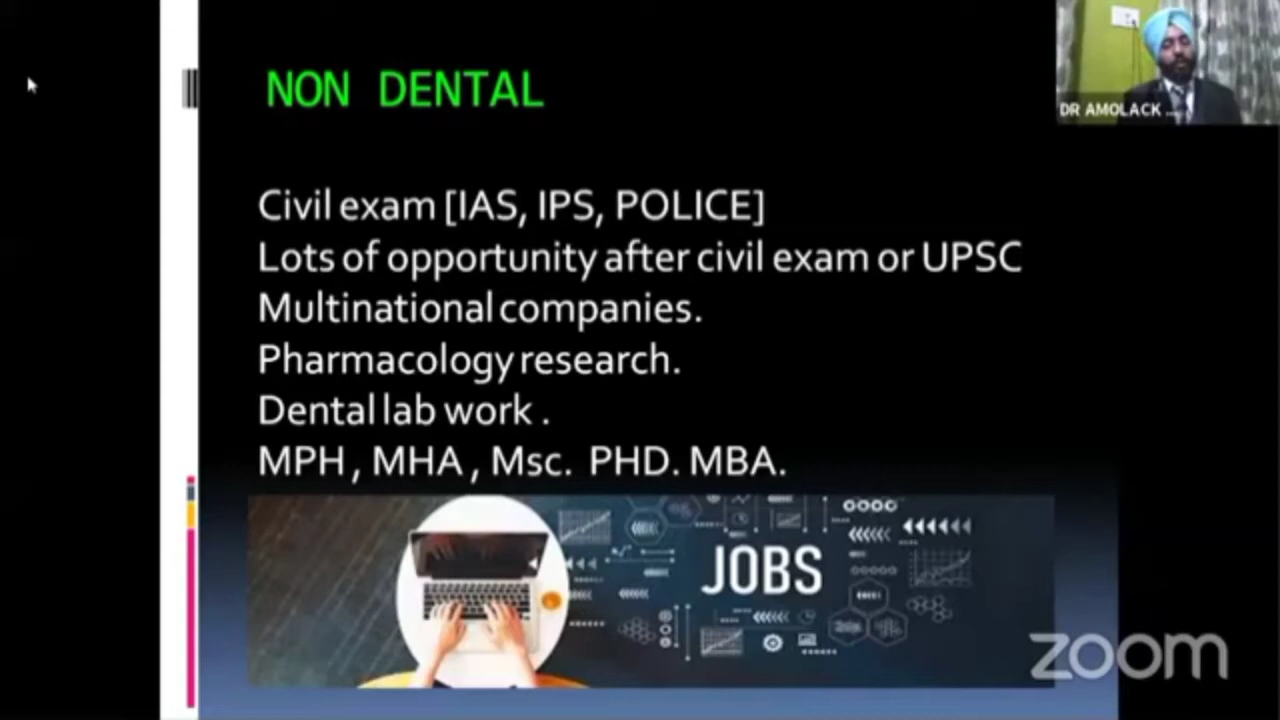 NON DENTAL
DR AMOLACK ...
Civil exam [IAS, IPS, POLICE]
Lots of opportunity after civil exam or UPSC
Multinational companies.
Pharmacology research.
Dental lab work .
MPH , MHA , Msc. PHD. MBA.
JOBS
zoom